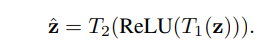 ẑ = T₂(ReLU(T₁(z))).